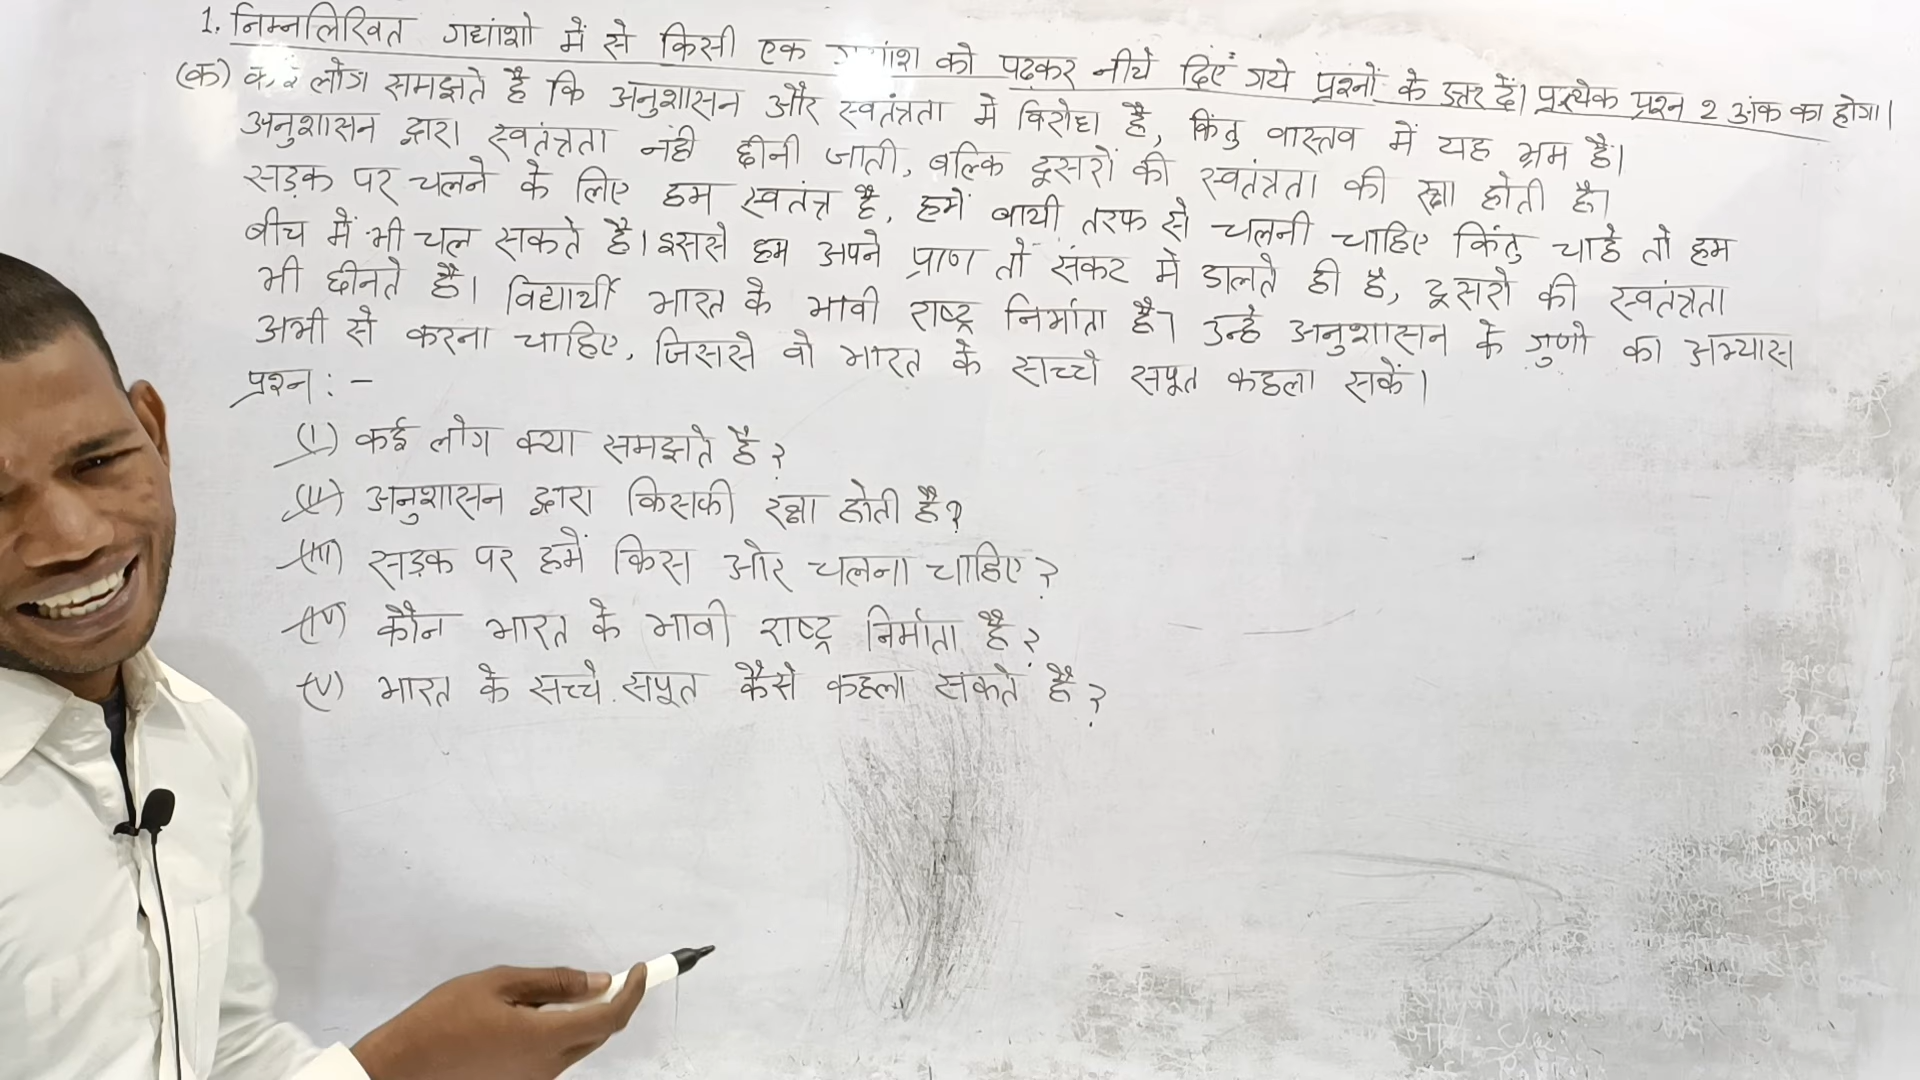 1. निम्नलिखित गद्यांशो में से किसी एक गद्यांश को पढ़कर नीचे दिएँ गये प्रश्नों के उत्तर दें। प्रत्येक प्रश्न 2 अंक का होगा।
(क) लोग समझते है कि अनुशासन और स्वतंत्रता मे विरोध है, किंतु वास्तव में यह भ्रम है।
अनुशासन द्वारा स्वतंत्रता नंही छीनी जाती, बल्कि दूसरों की स्वतंत्रता की रक्षा होती है।
सड़क पर चलने के लिए हम स्वतंत्र है, हमें बायी तरफ से चलनी चाहिए किंतु चाहे तो हम
बीच में भी चल सकते है। इससे हम अपने प्राण तो संकट मे डालते ही है, दूसरो की स्वतंत्रता
भी छीनते है। विद्यार्थी भारत के भावी राष्ट्र निर्माता है। उन्हे अनुशासन के गुणो का अभ्यास
अभी से करना चाहिए, जिससे वो भारत के सच्चे सपूत कहला सकें।
प्रश्न : -
(i) कई लोग क्या समझते है?
(ii) अनुशासन द्वारा किसकी रक्षा होती है?
(iii) सड़क पर हमें किस ओर चलना चाहिए?
(iv) कौन भारत के भावी राष्ट्र निर्माता है?
(v) भारत के सच्चे सपूत कैसे कहला सकते है?